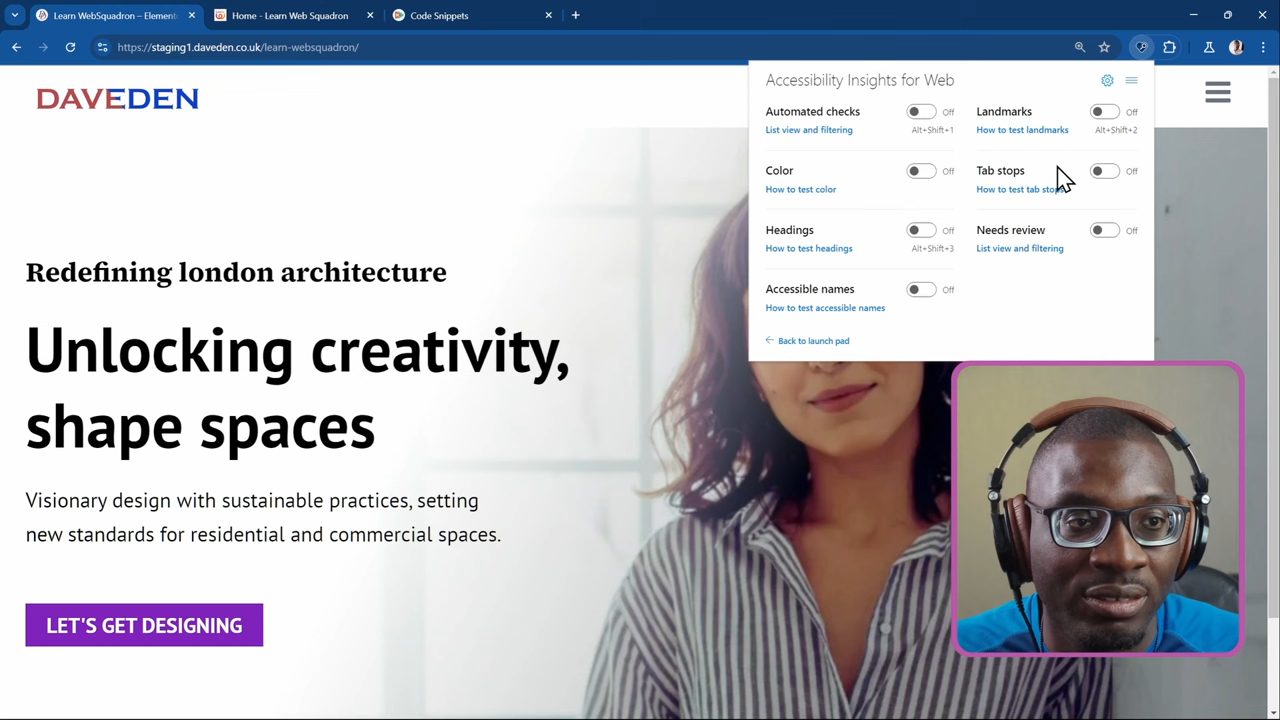 Learn WebSquadron – Element
Home - Learn Web Squadron
Code Snippets
https://staging1.daveden.co.uk/learn-websquadron/
DAVEDEN
Accessibility Insights for Web
Automated checks
Off
List view and filtering
Alt+Shift+1
Landmarks
Off
How to test landmarks
Alt+Shift+2
Color
Off
How to test color
Tab stops
Off
How to test tab stops
Headings
Off
How to test headings
Alt+Shift+3
Needs review
Off
List view and filtering
Accessible names
Off
How to test accessible names
Back to launch pad
Redefining london architecture
Unlocking creativity,
shape spaces
Visionary design with sustainable practices, setting
new standards for residential and commercial spaces.
LET'S GET DESIGNING